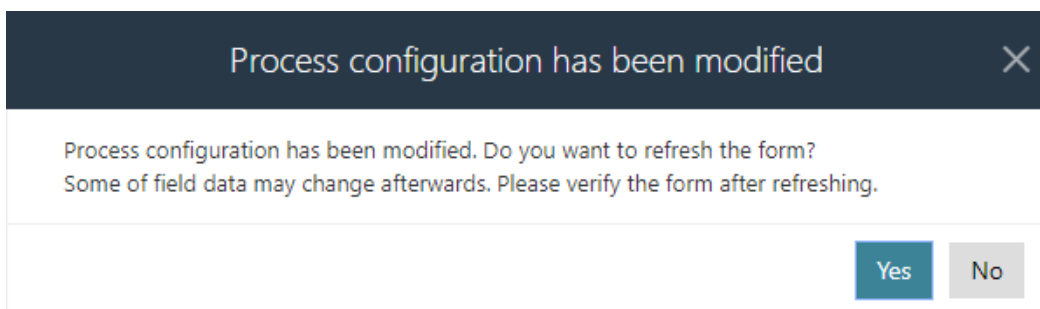 Process configuration has been modified
Process configuration has been modified. Do you want to refresh the form?
Some of field data may change afterwards. Please verify the form after refreshing.
Yes No